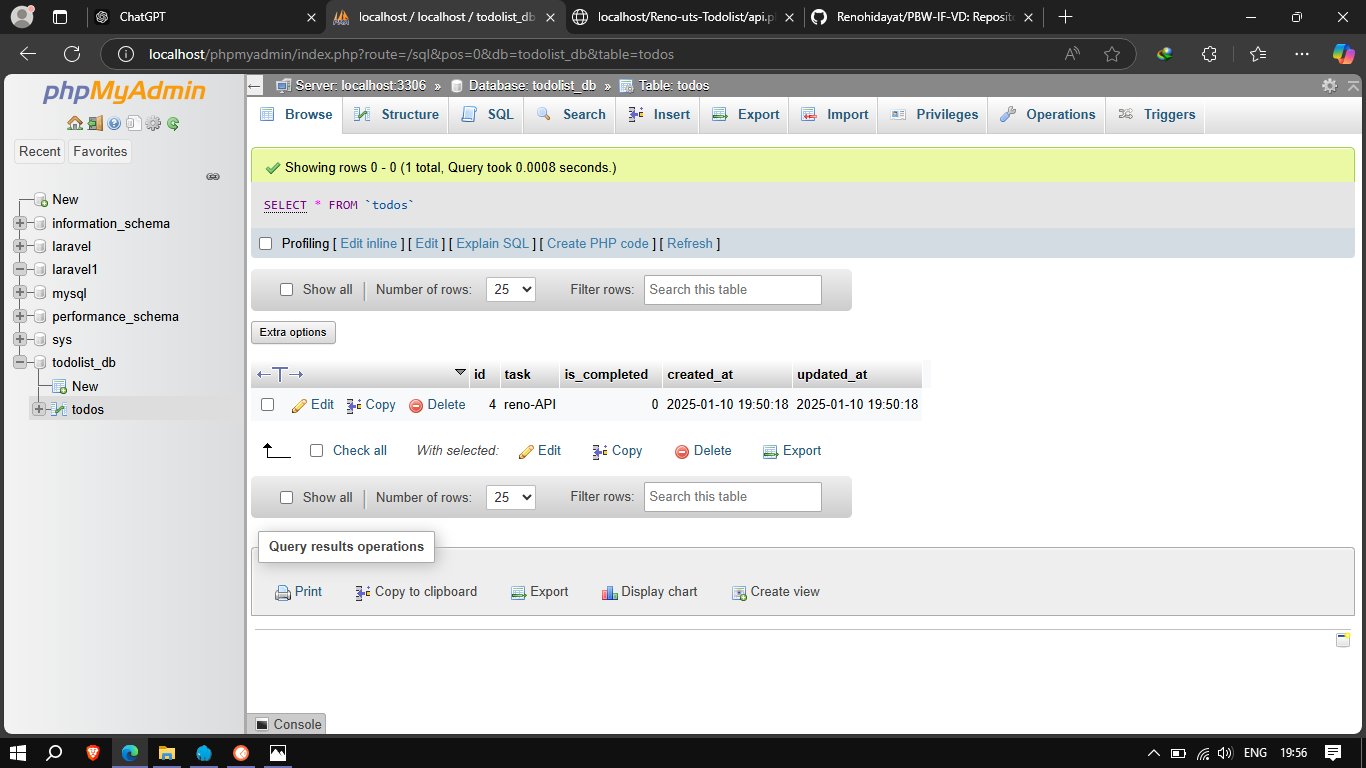 ChatGPT
localhost / localhost / todolist_db
localhost/Reno-uts-Todolist/api.p
Renohidayat/PBW-IF-VD: Reposito
localhost/phpmyadmin/index.php?route=/sql&pos=0&db=todolist_db&table=todos
phpMyAdmin
Recent Favorites
New
information_schema
laravel
laravel1
mysql
performance_schema
sys
todolist_db
New
todos
Server: localhost:3306 » Database: todolist_db » Table: todos
Browse Structure SQL Search Insert Export Import Privileges Operations Triggers
Showing rows 0 - 0 (1 total, Query took 0.0008 seconds.)
SELECT * FROM `todos`
Profiling [ Edit inline ] [ Edit ] [ Explain SQL ] [ Create PHP code ] [ Refresh ]
Show all Number of rows: 25 Filter rows: Search this table
Extra options
id task is_completed created_at updated_at
Edit Copy Delete 4 reno-API 0 2025-01-10 19:50:18 2025-01-10 19:50:18
Check all With selected: Edit Copy Delete Export
Show all Number of rows: 25 Filter rows: Search this table
Query results operations
Print Copy to clipboard Export Display chart Create view
Console
ENG 19:56